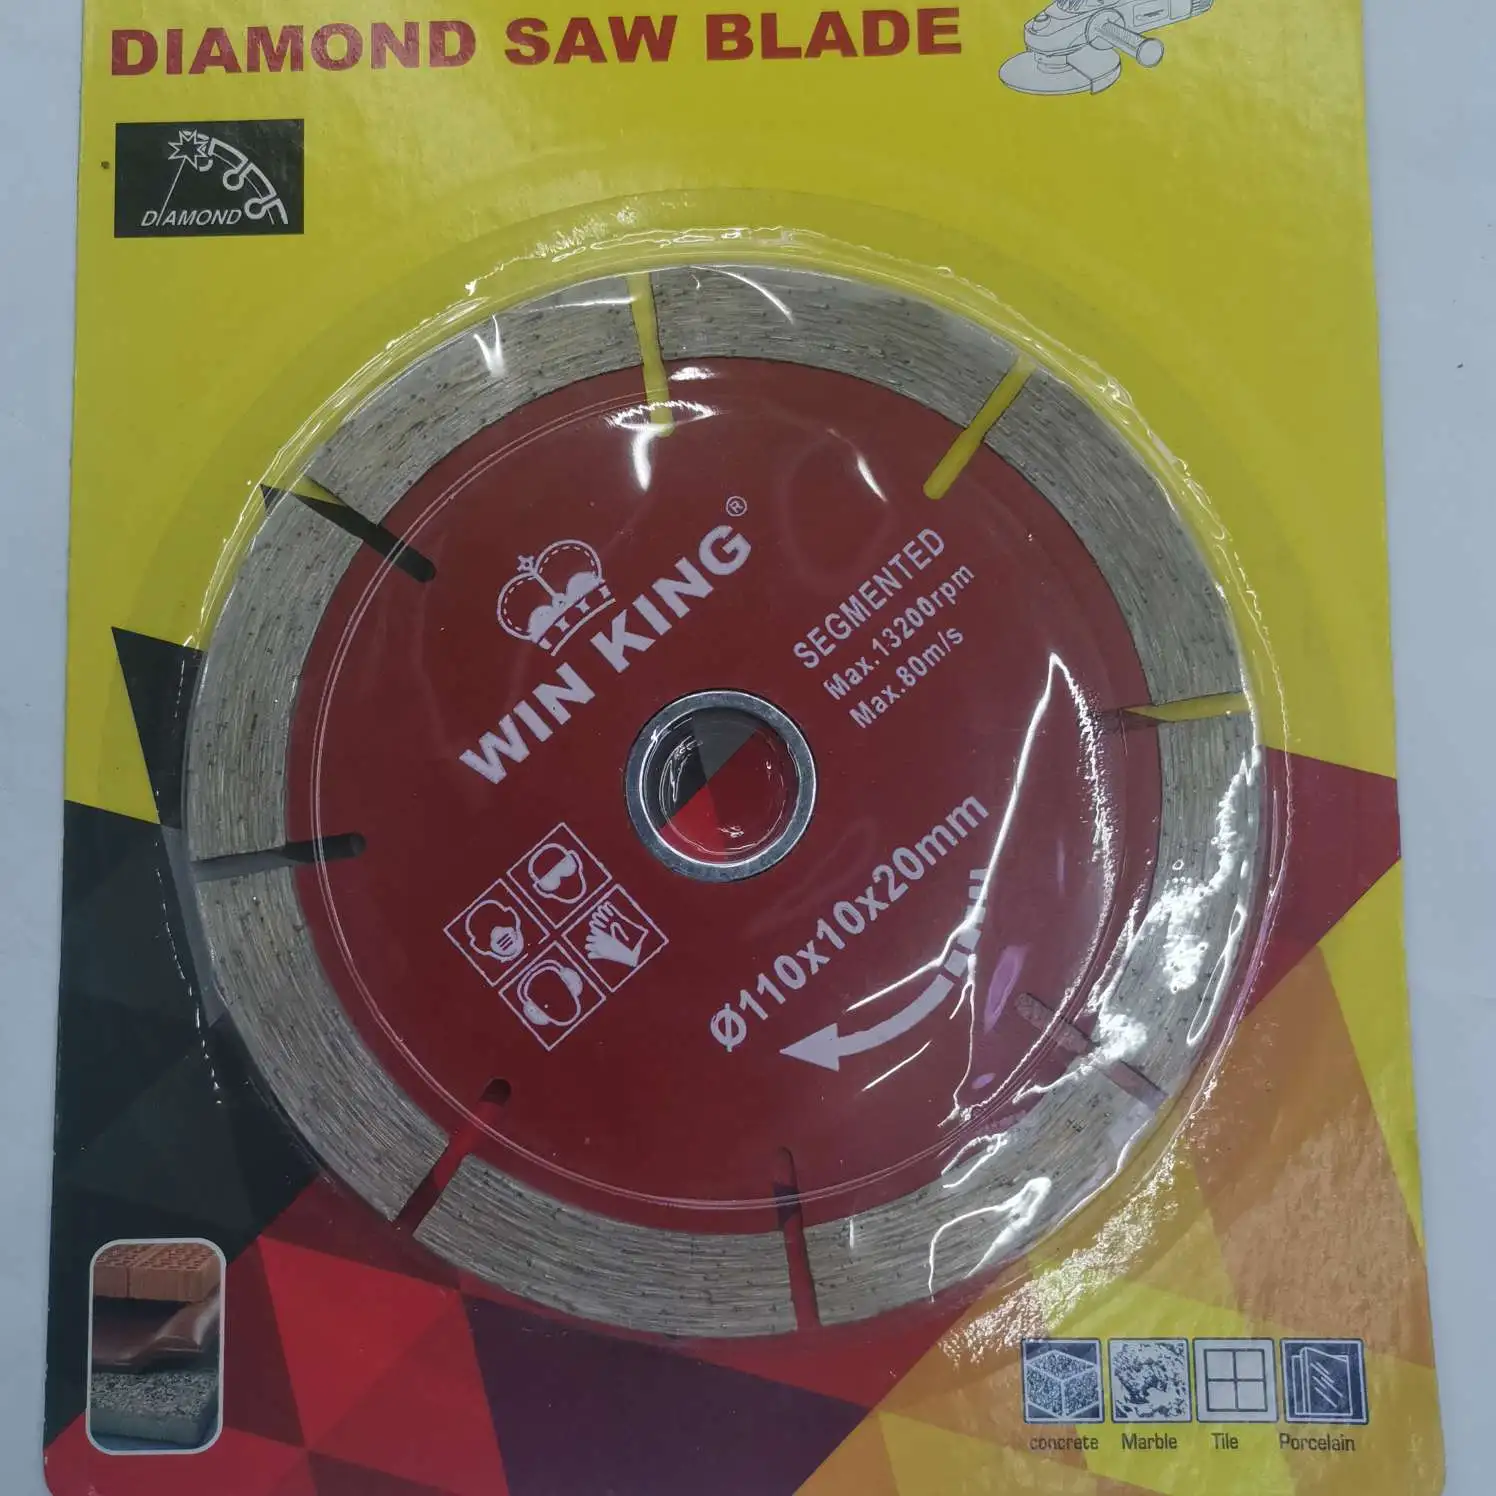 DIAMOND SAW BLADE
DIAMOND
WIN KING®
SEGMENTED
Max.13200rpm
Max.80m/s
Ø110x10x20mm
concrete
Marble
Tile
Porcelain